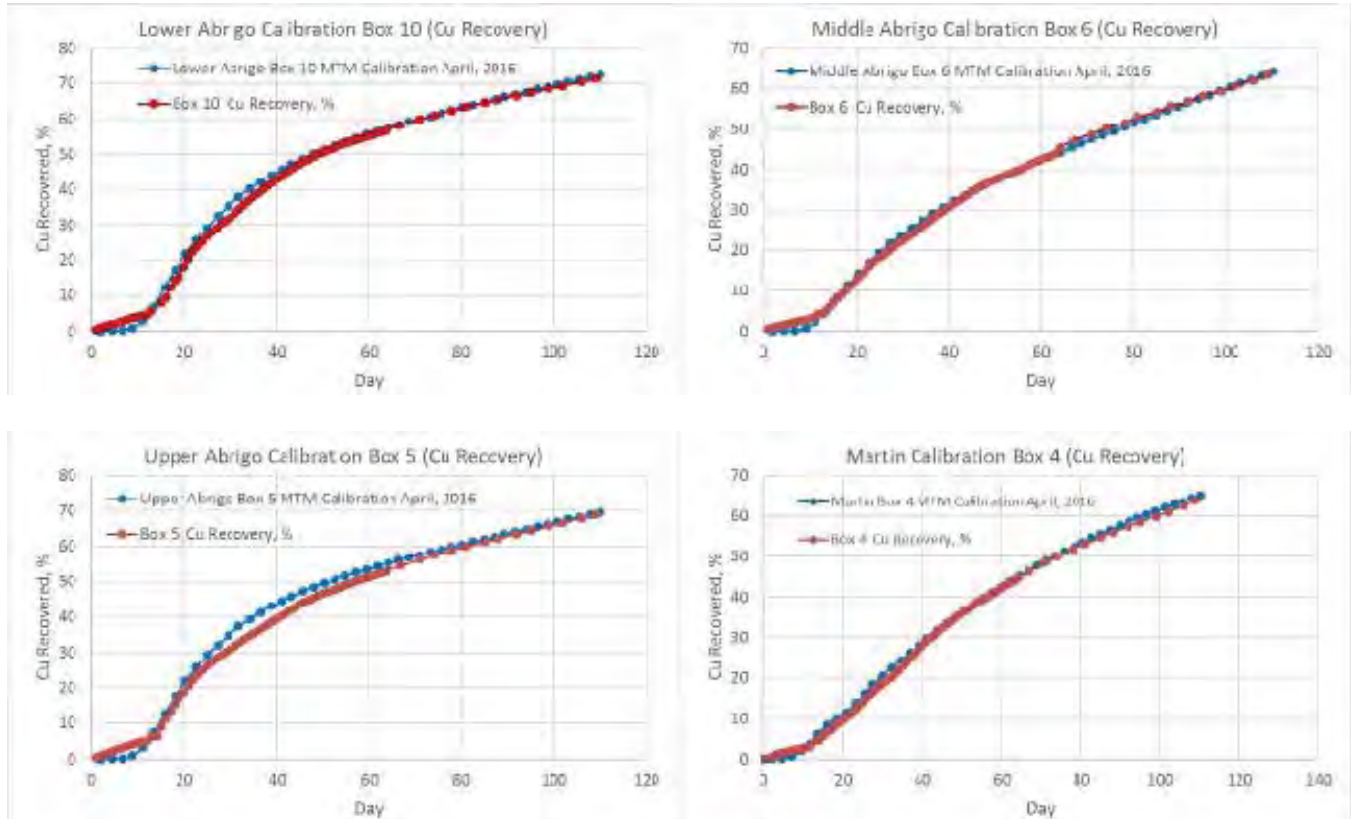 Lower Abrigo Calibration Box 10 (Cu Recovery)
80
70
60
50
40
30
20
10
0
Cu Recovered, %
Lower Abrigo Box 10 MTM Calibration April, 2016
Box 10 Cu Recovery, %
0 20 40 60 80 100 120
Day
Middle Abrigo Calibration Box 6 (Cu Recovery)
70
60
50
40
30
20
10
0
Cu Recovered, %
Middle Abrigo Box 6 MTM Calibration April, 2016
Box 6 Cu Recovery, %
0 20 40 60 80 100 120
Day
Upper Abrigo Calibration Box 5 (Cu Recovery)
80
70
60
50
40
30
20
10
0
Cu Recovered, %
Upper Abrigo Box 5 MTM Calibration April, 2016
Box 5 Cu Recovery, %
0 20 40 60 80 100 120
Day
Martin Calibration Box 4 (Cu Recovery)
70
60
50
40
30
20
10
0
Cu Recovered, %
Martin Box 4 MTM Calibration April, 2016
Box 4 Cu Recovery, %
0 20 40 60 80 100 120 140
Day